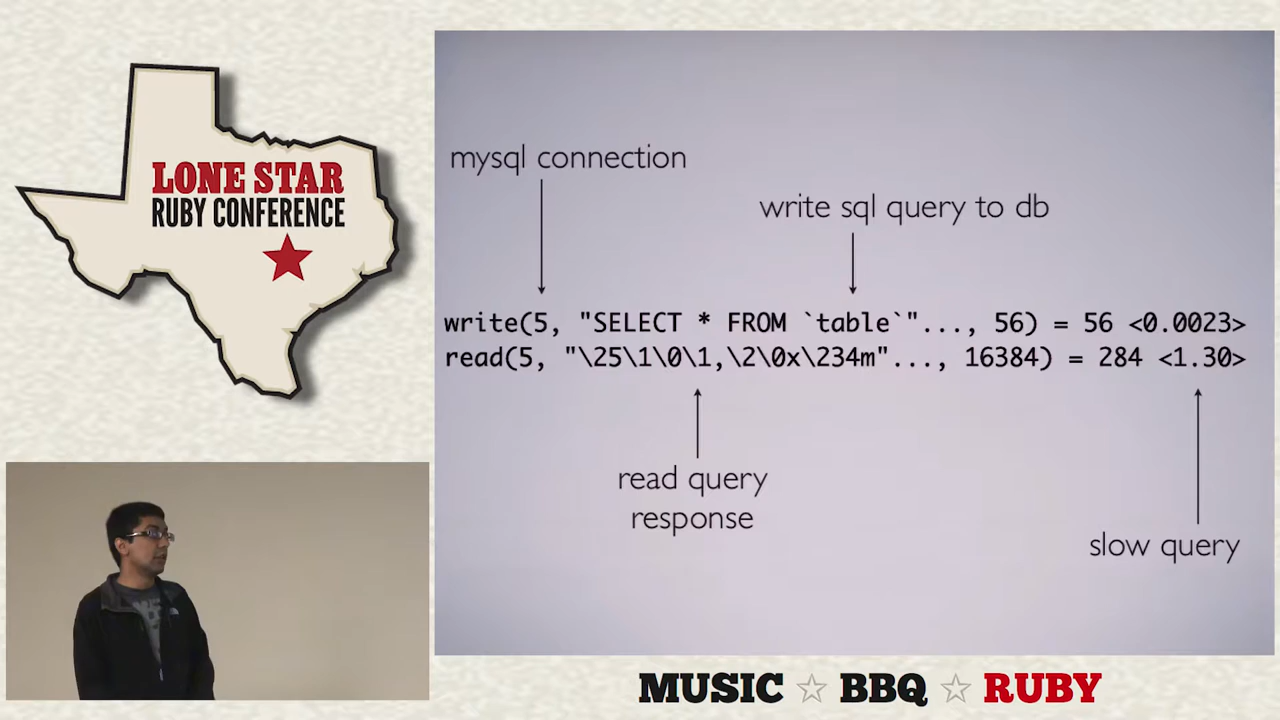 LONE STAR
RUBY CONFERENCE
mysql connection
write sql query to db
write(5, "SELECT * FROM `table`"..., 56) = 56 <0.0023>
read(5, "\25\1\0\1,\2\0x\234m"..., 16384) = 284 <1.30>
read query
response
slow query
MUSIC ☆ BBQ ☆ RUBY